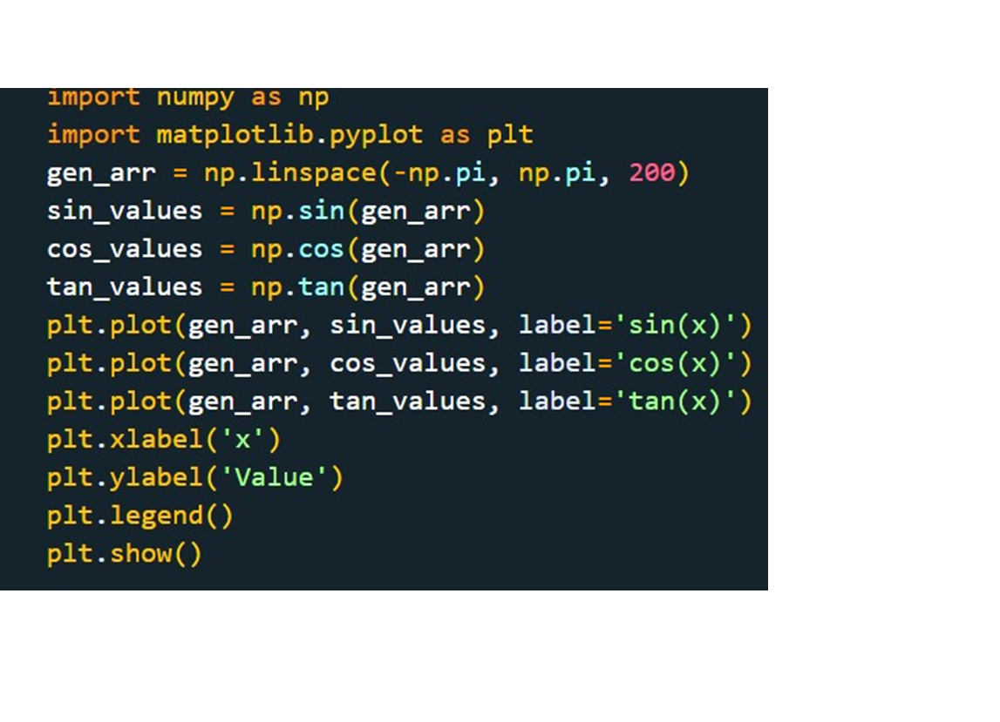 import numpy as np
import matplotlib.pyplot as plt
gen_arr = np.linspace(-np.pi, np.pi, 200)
sin_values = np.sin(gen_arr)
cos_values = np.cos(gen_arr)
tan_values = np.tan(gen_arr)
plt.plot(gen_arr, sin_values, label='sin(x)')
plt.plot(gen_arr, cos_values, label='cos(x)')
plt.plot(gen_arr, tan_values, label='tan(x)')
plt.xlabel('x')
plt.ylabel('Value')
plt.legend()
plt.show()